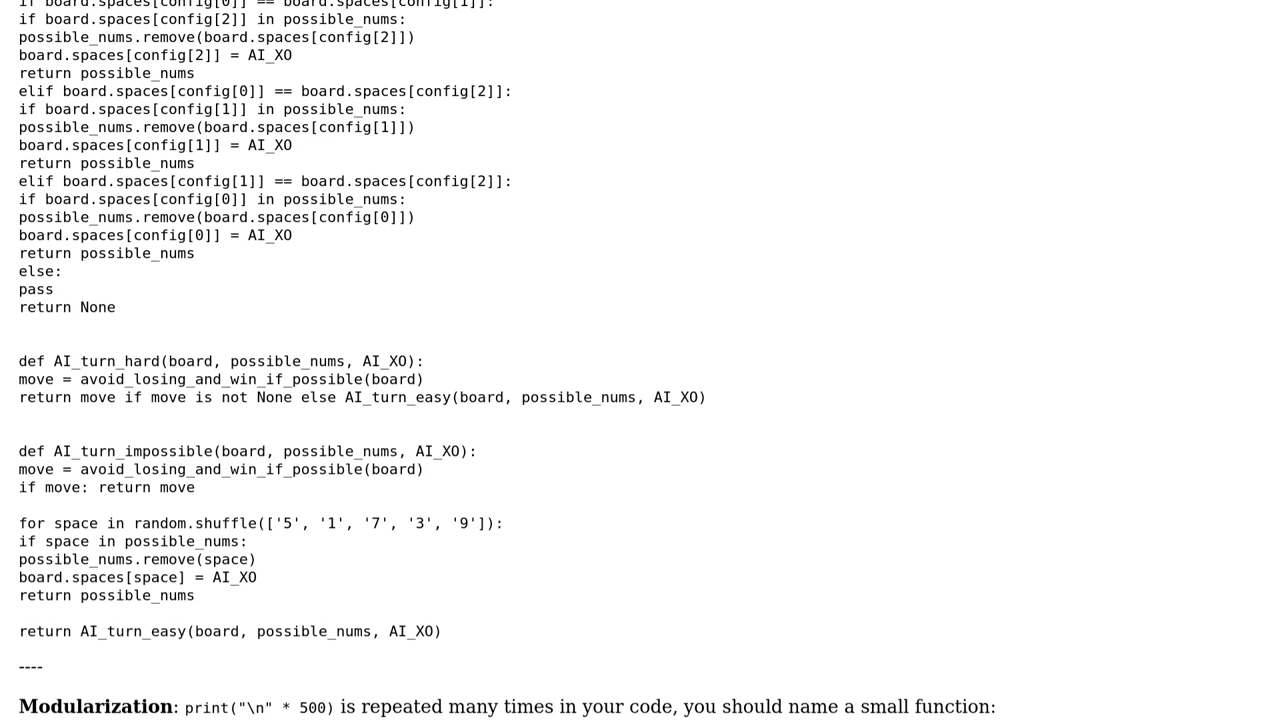 if board.spaces[config[0]] == board.spaces[config[1]]:
if board.spaces[config[2]] in possible_nums:
possible_nums.remove(board.spaces[config[2]])
board.spaces[config[2]] = AI_XO
return possible_nums
elif board.spaces[config[0]] == board.spaces[config[2]]:
if board.spaces[config[1]] in possible_nums:
possible_nums.remove(board.spaces[config[1]])
board.spaces[config[1]] = AI_XO
return possible_nums
elif board.spaces[config[1]] == board.spaces[config[2]]:
if board.spaces[config[0]] in possible_nums:
possible_nums.remove(board.spaces[config[0]])
board.spaces[config[0]] = AI_XO
return possible_nums
else:
pass
return None
def AI_turn_hard(board, possible_nums, AI_XO):
move = avoid_losing_and_win_if_possible(board)
return move if move is not None else AI_turn_easy(board, possible_nums, AI_XO)
def AI_turn_impossible(board, possible_nums, AI_XO):
move = avoid_losing_and_win_if_possible(board)
if move: return move
for space in random.shuffle(['5', '1', '7', '3', '9']):
if space in possible_nums:
possible_nums.remove(space)
board.spaces[space] = AI_XO
return possible_nums
return AI_turn_easy(board, possible_nums, AI_XO)
----
Modularization: print("\n" * 500) is repeated many times in your code, you should name a small function: